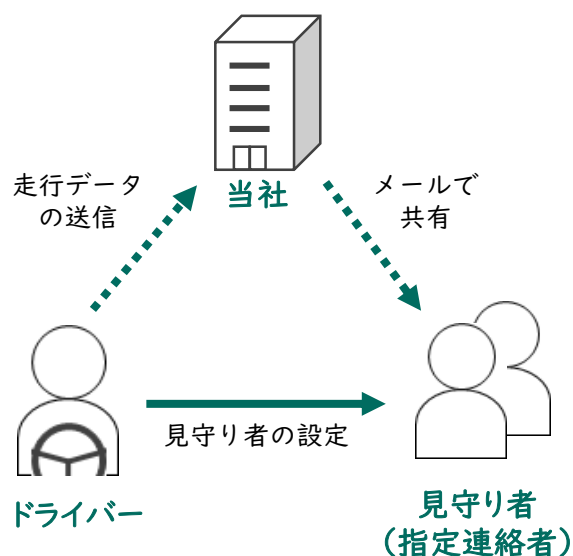 走行データ
の送信
当社
メールで
共有
見守り者の設定
ドライバー
見守り者
（指定連絡者）